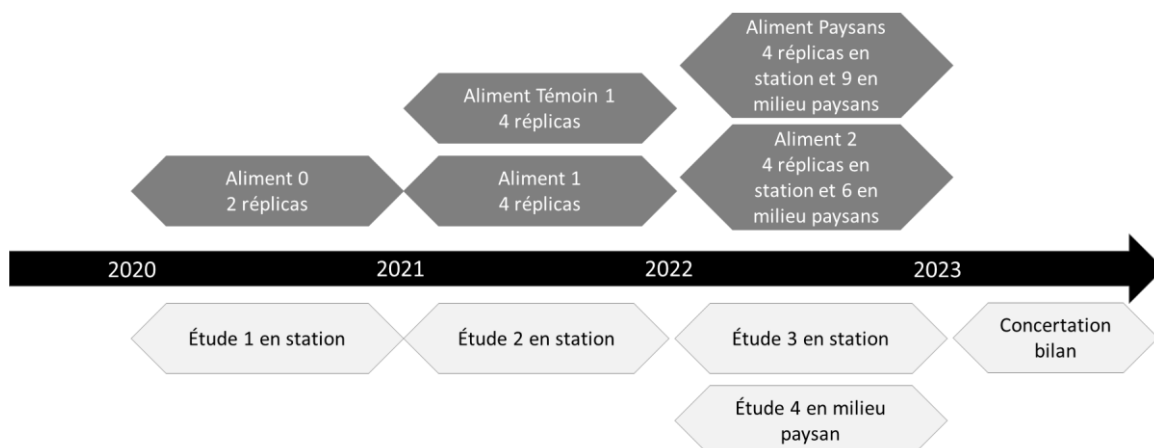 Aliment Paysans
4 réplicas en
station et 9 en
milieu paysans
Aliment Témoin 1
4 réplicas
Aliment 2
4 réplicas en
station et 6 en
milieu paysans
Aliment 0
2 réplicas
Aliment 1
4 réplicas
2020 2021 2022 2023
Étude 1 en station
Étude 2 en station
Étude 3 en station
Concertation
bilan
Étude 4 en milieu
paysan